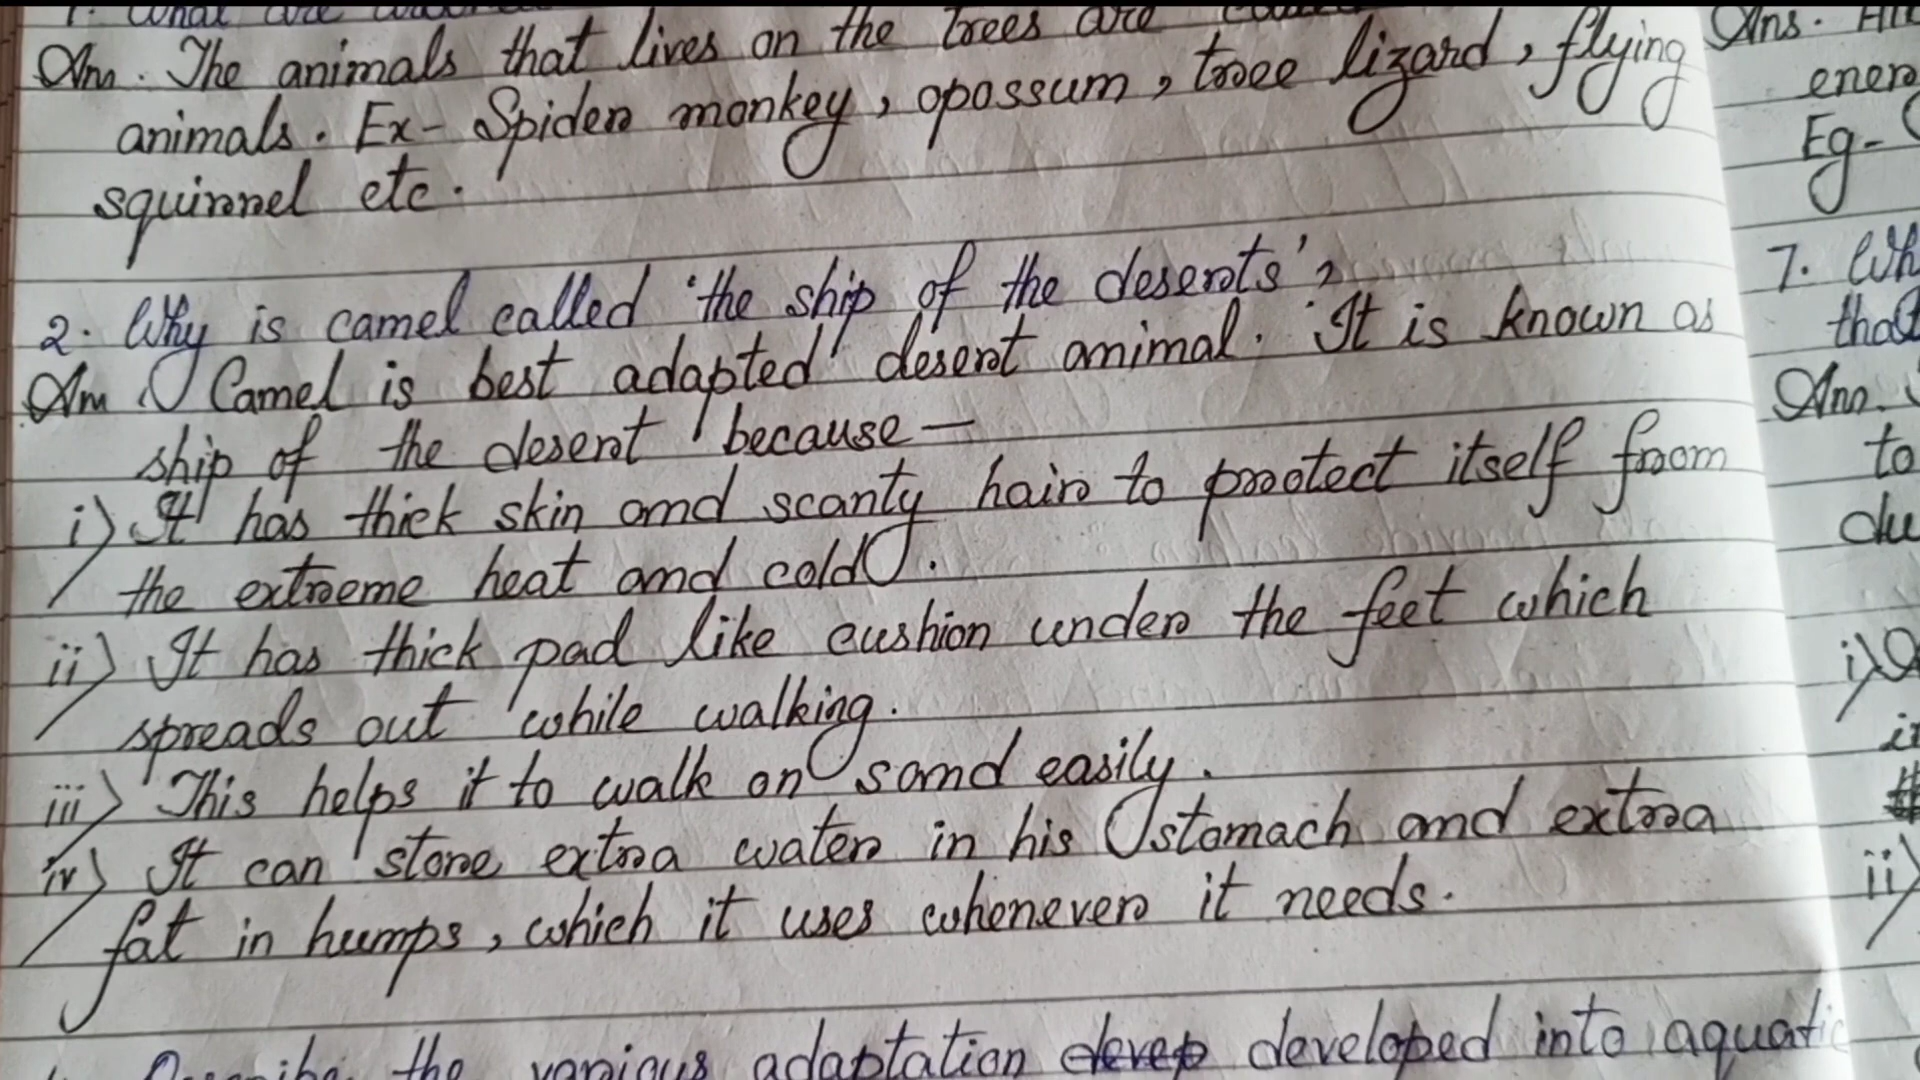 1. What are
Ans. The animals that lives on the trees are
animals. Ex- Spider monkey, opossum, tree lizard, flying
squirrel etc.
2. Why is camel called 'the ship of the deserts'?
Ans Camel is best adapted desert animal. It is known as
ship of the desert because—
i) It has thick skin and scanty hair to protect itself from
the extreme heat and cold.
ii) It has thick pad like cushion under the feet which
spreads out while walking.
iii) This helps it to walk on sand easily.
iv) It can store extra water in his stomach and extra
fat in humps, which it uses whenever it needs.
the various adaptation develop developed into aquatic
Ans.
Eg-
7.
Ans.
to
i)
ii)